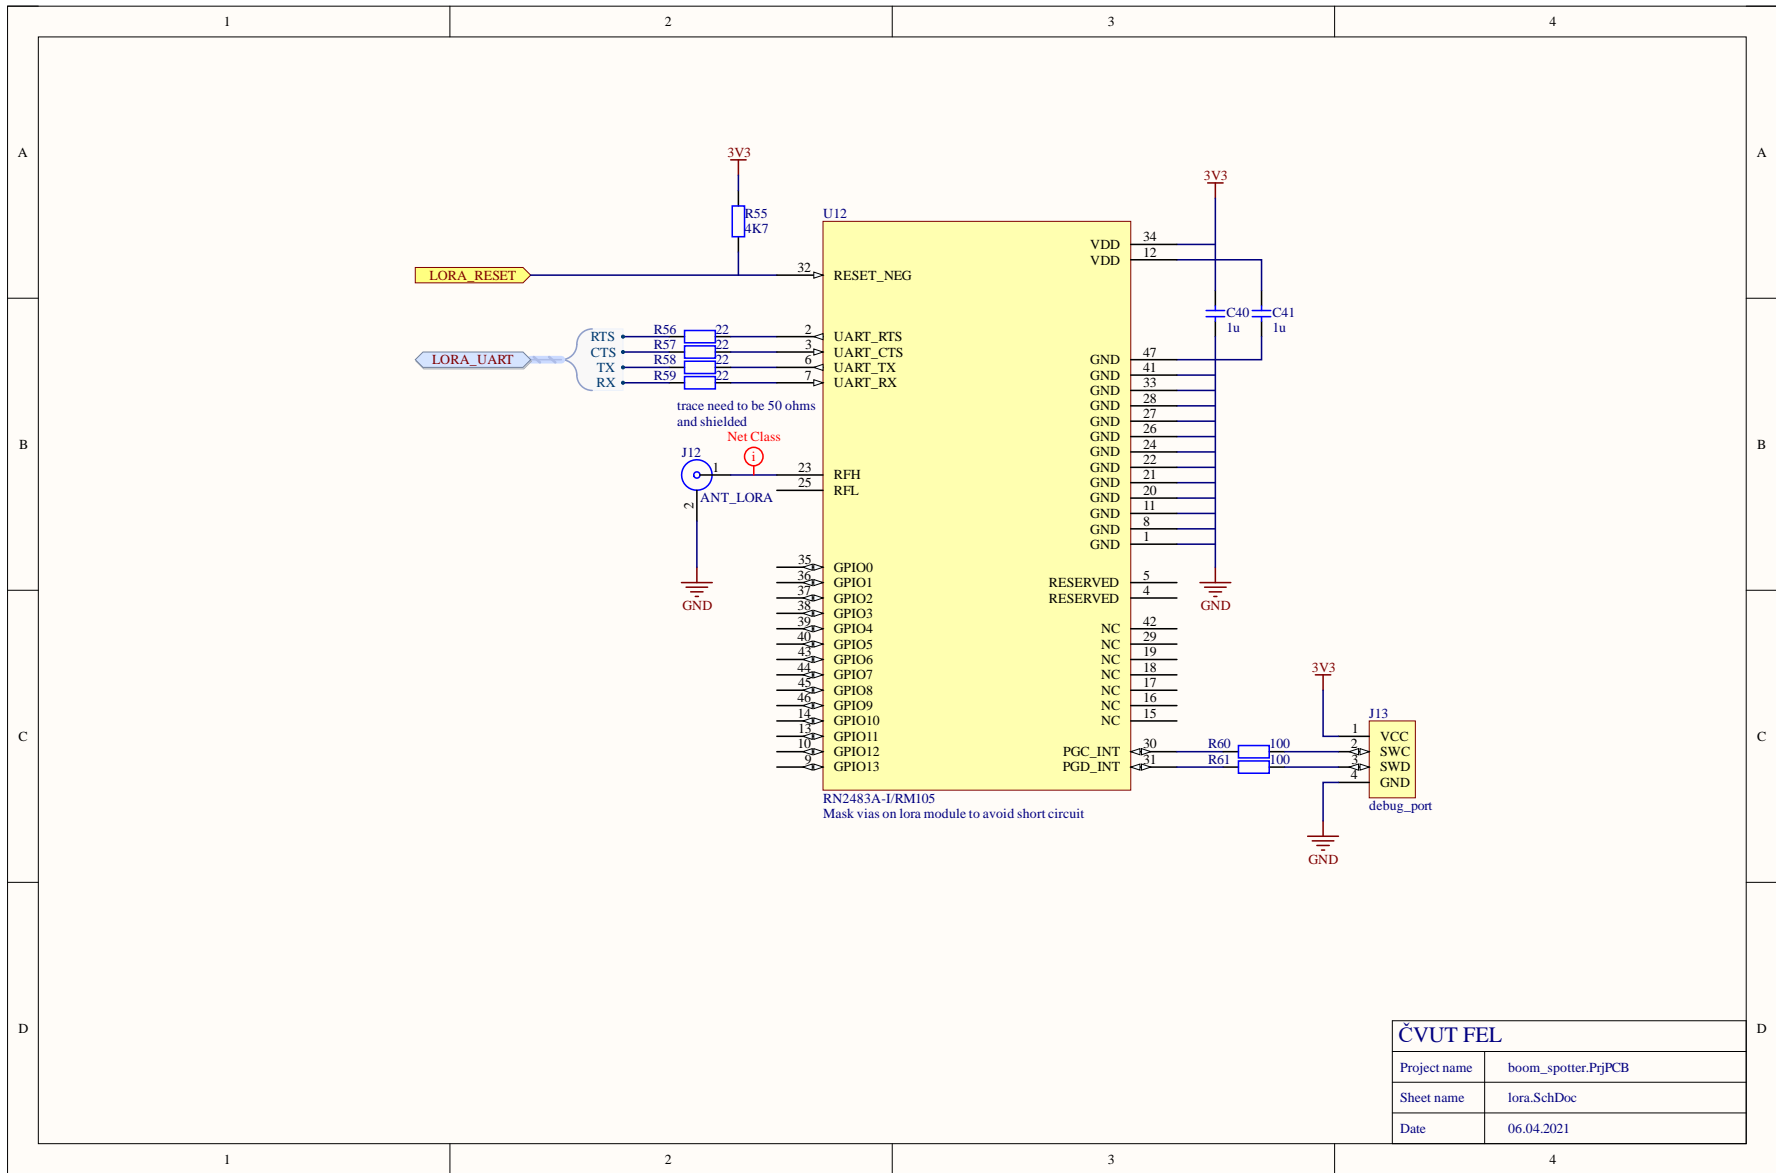 1 2 3 4
A A
3V3
3V3
R55
4K7
U12
LORA_RESET
32 RESET_NEG
VDD 34
VDD 12
C40
1u
C41
1u
LORA_UART
RTS R56 22 2 UART_RTS
CTS R57 22 3 UART_CTS
TX R58 22 6 UART_TX
RX R59 22 7 UART_RX
GND 47
GND 41
GND 33
GND 28
GND 27
GND 26
GND 24
GND 22
GND 21
GND 20
GND 11
GND 8
GND 1
trace need to be 50 ohms
and shielded
Net Class
i
B B
J12
1
2
ANT_LORA
23 RFH
25 RFL
GND
GND
35 GPIO0
36 GPIO1
37 GPIO2
38 GPIO3
39 GPIO4
40 GPIO5
43 GPIO6
44 GPIO7
45 GPIO8
46 GPIO9
14 GPIO10
13 GPIO11
10 GPIO12
9 GPIO13
RESERVED 5
RESERVED 4
NC 42
NC 29
NC 19
NC 18
NC 17
NC 16
NC 15
PGC_INT 30 R60 100
PGD_INT 31 R61 100
3V3
J13
1 VCC
2 SWC
3 SWD
4 GND
debug_port
GND
C C
RN2483A-I/RM105
Mask vias on lora module to avoid short circuit
D D
ČVUT FEL
Project name boom_spotter.PrjPCB
Sheet name lora.SchDoc
Date 06.04.2021
1 2 3 4